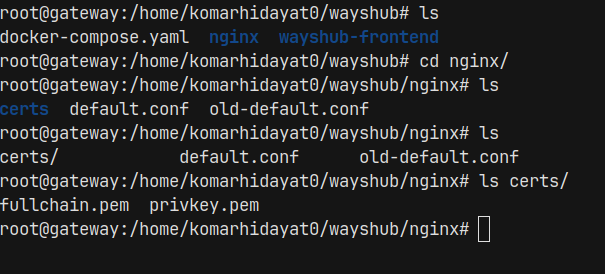 root@gateway:/home/komarhidayat0/wayshub# ls
docker-compose.yaml  nginx  wayshub-frontend
root@gateway:/home/komarhidayat0/wayshub# cd nginx/
root@gateway:/home/komarhidayat0/wayshub/nginx# ls
certs  default.conf  old-default.conf
root@gateway:/home/komarhidayat0/wayshub/nginx# ls
certs/            default.conf      old-default.conf
root@gateway:/home/komarhidayat0/wayshub/nginx# ls certs/
fullchain.pem  privkey.pem
root@gateway:/home/komarhidayat0/wayshub/nginx#